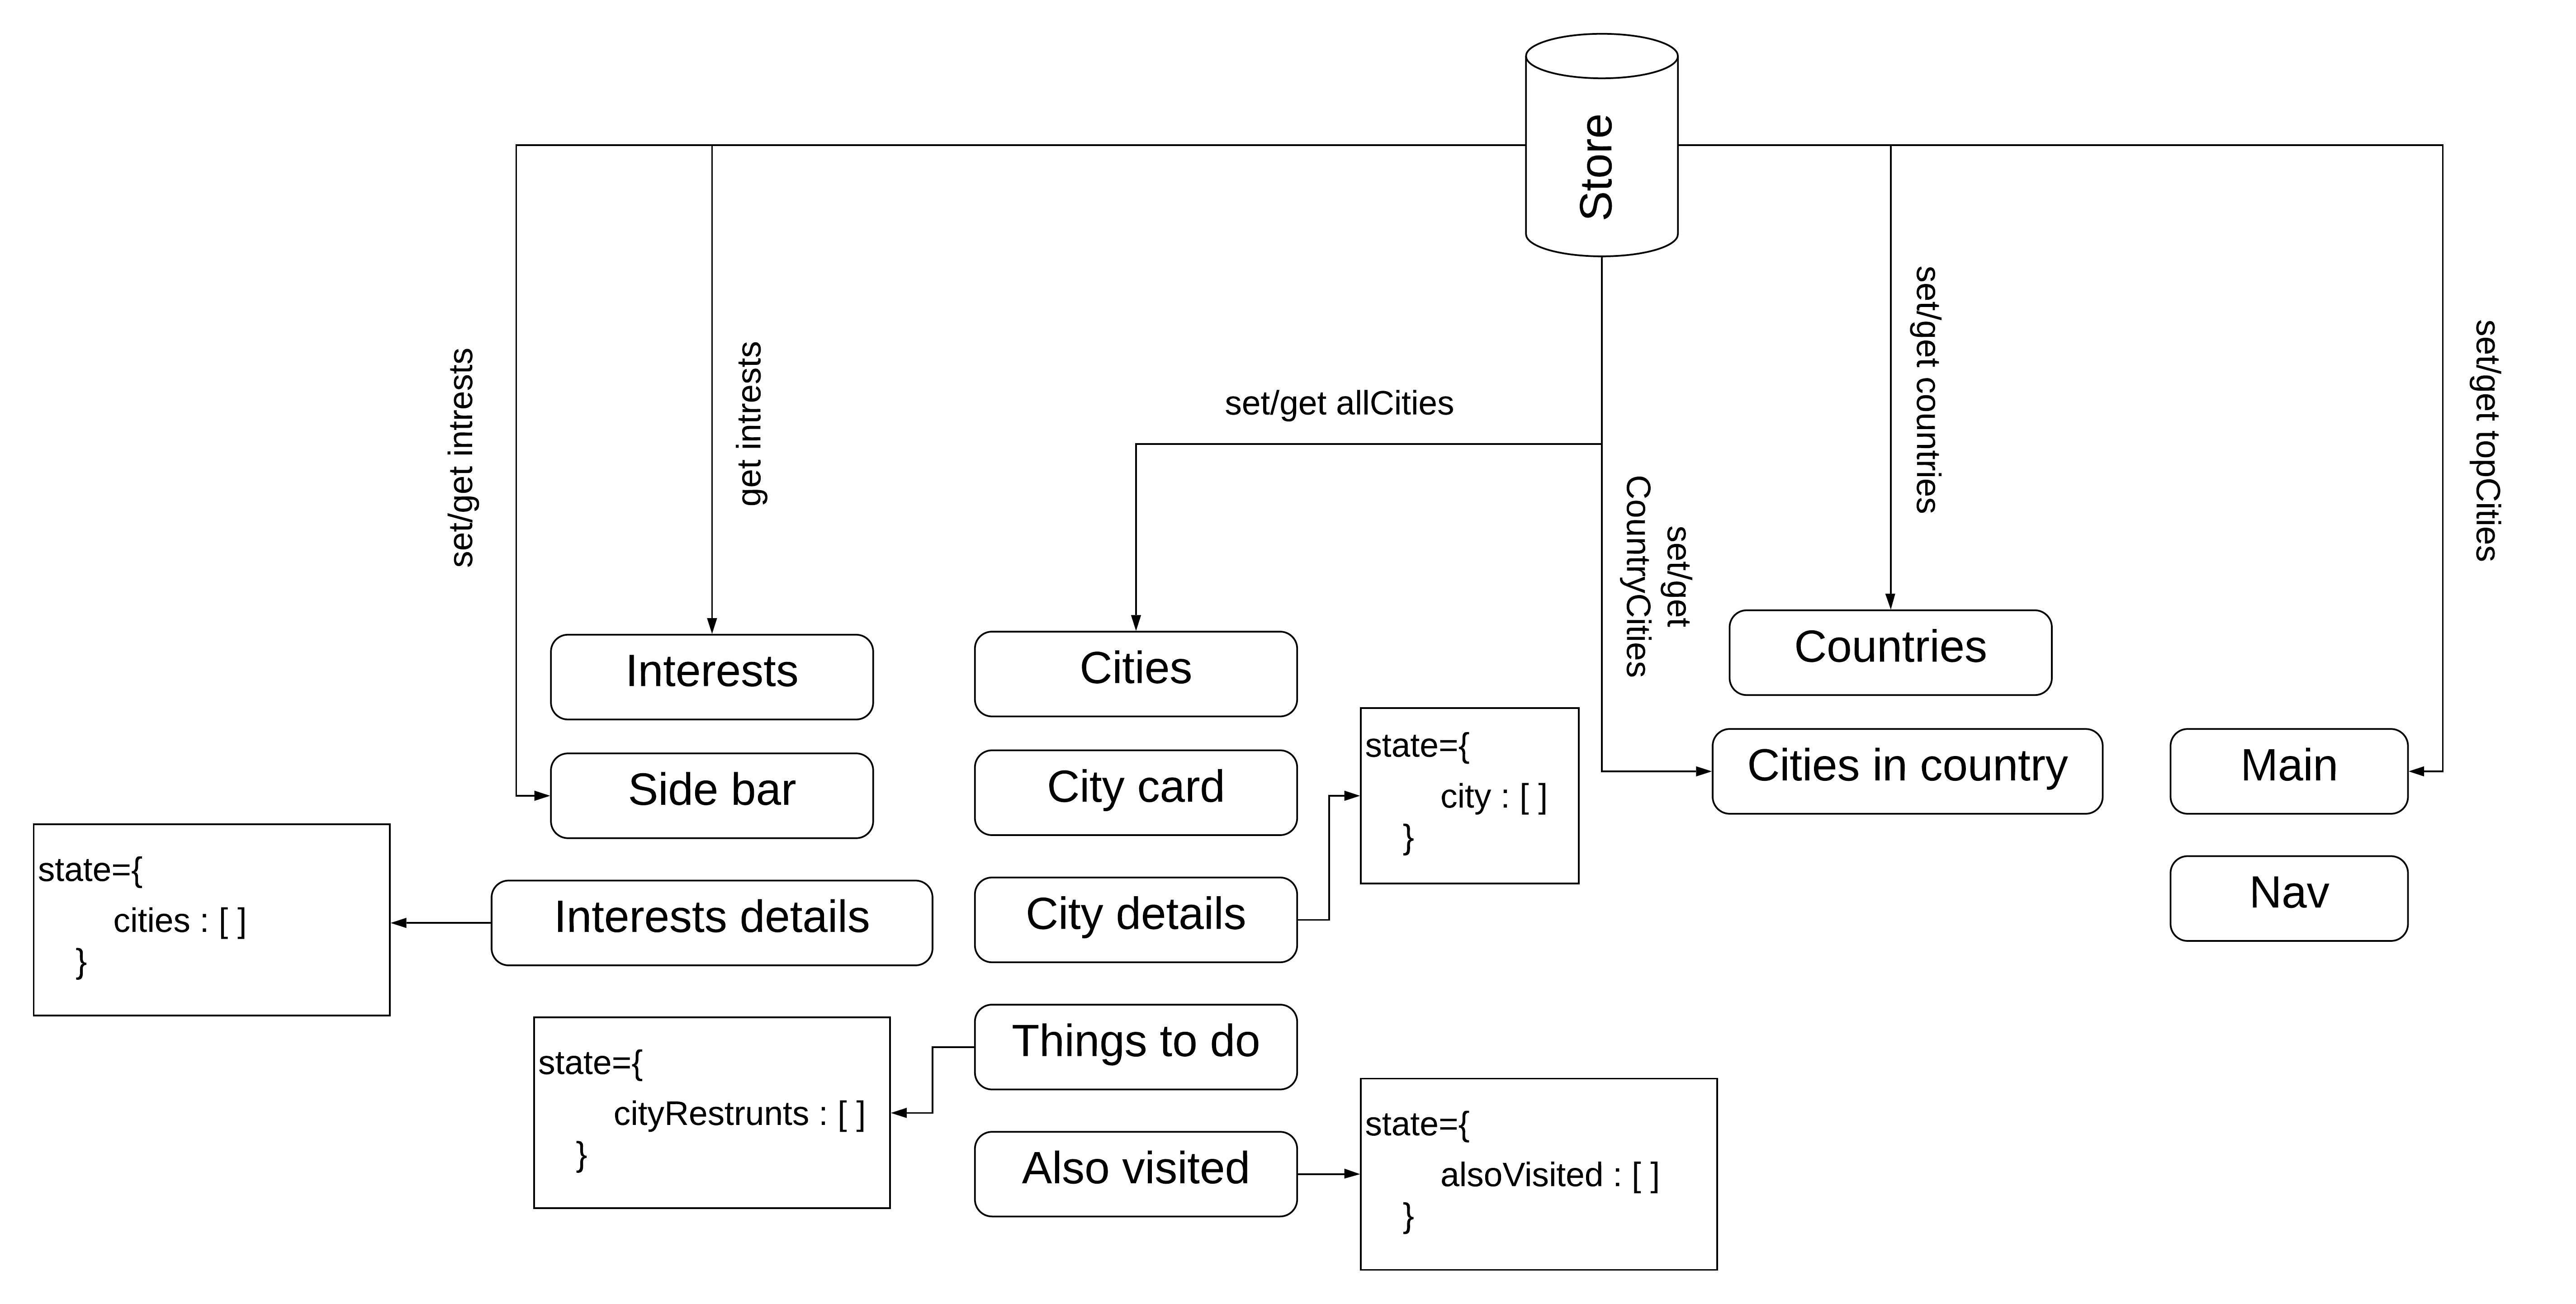 Store
set/get intrests
get intrests
set/get allCities
set/get
CountryCities
set/get countries
set/get topCities
Interests
Side bar
Interests details
state={
cities : [ ]
}
Cities
City card
City details
Things to do
Also visited
state={
city : [ ]
}
state={
cityRestrunts : [ ]
}
state={
alsoVisited : [ ]
}
Countries
Cities in country
Main
Nav